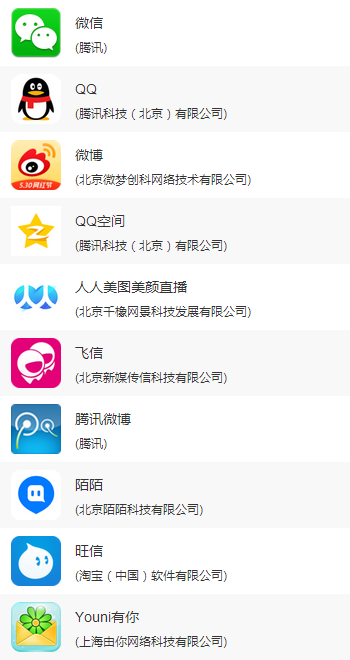 微信
(腾讯)
QQ
(腾讯科技（北京）有限公司)
5.30网红节
微博
(北京微梦创科网络技术有限公司)
QQ空间
(腾讯科技（北京）有限公司)
人人美图美颜直播
(北京千橡网景科技发展有限公司)
飞信
(北京新媒传信科技有限公司)
腾讯微博
(腾讯)
陌陌
(北京陌陌科技有限公司)
旺信
(淘宝（中国）软件有限公司)
Youni有你
(上海由你网络科技有限公司)